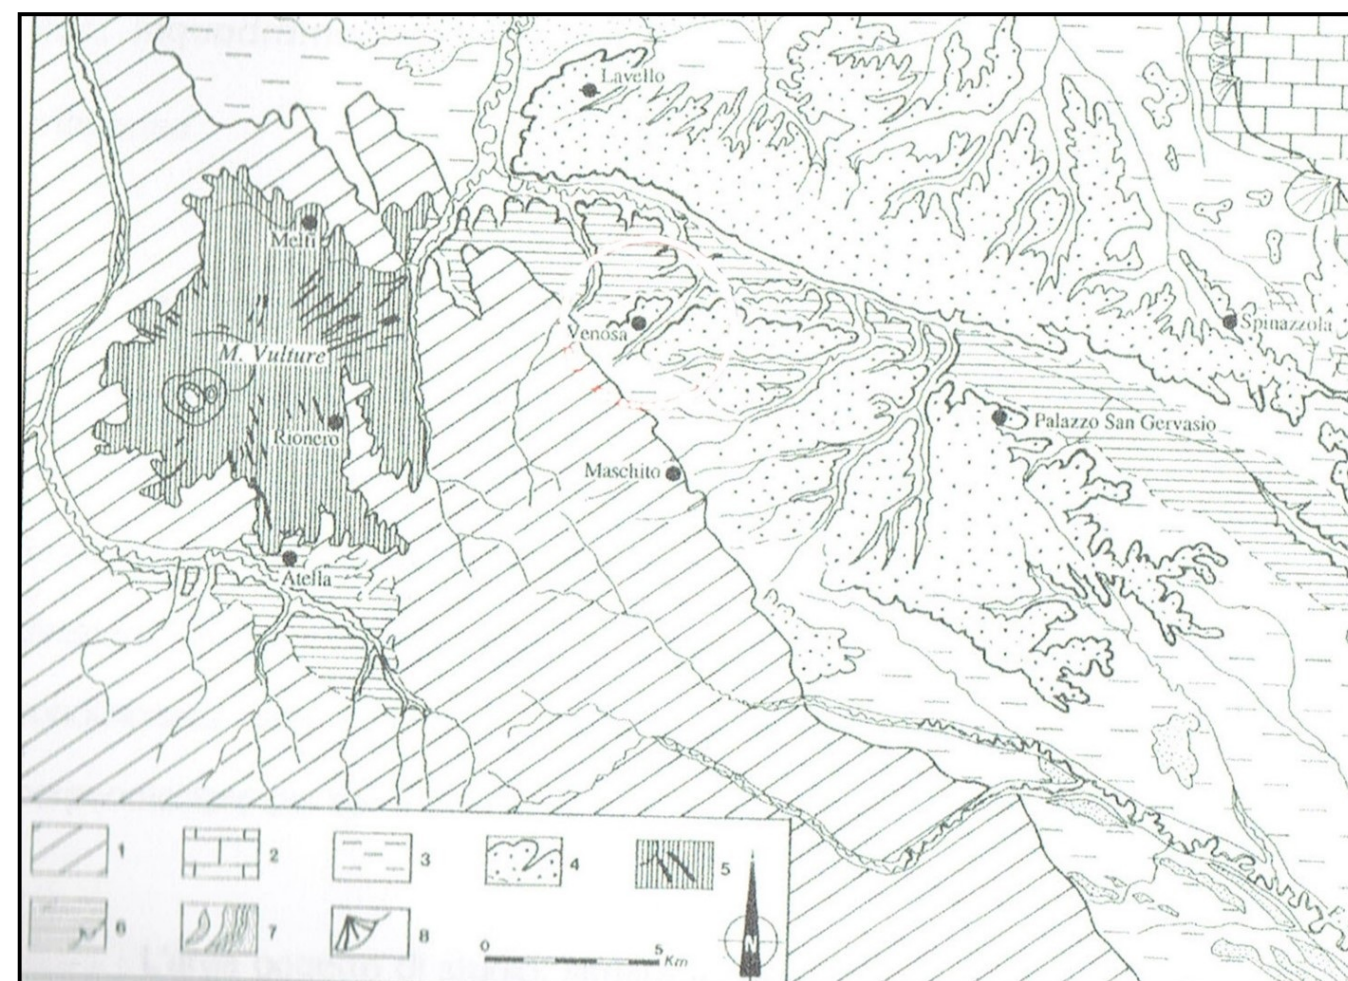 Lavello
Melfi
Venosa
Spinazzola
M. Vulture
Palazzo San Gervasio
Rionero
Maschito
Atella
1
2
3
4
5
6
7
8
0
5
Km
N